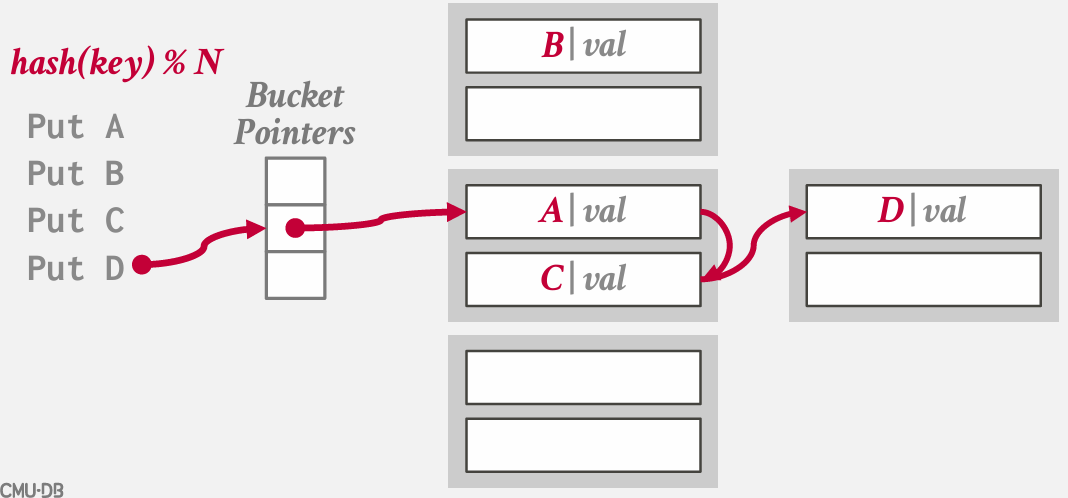 hash(key) % N
Put A
Put B
Put C
Put D
Bucket
Pointers
B|val
A|val
C|val
D|val
CMU·DB